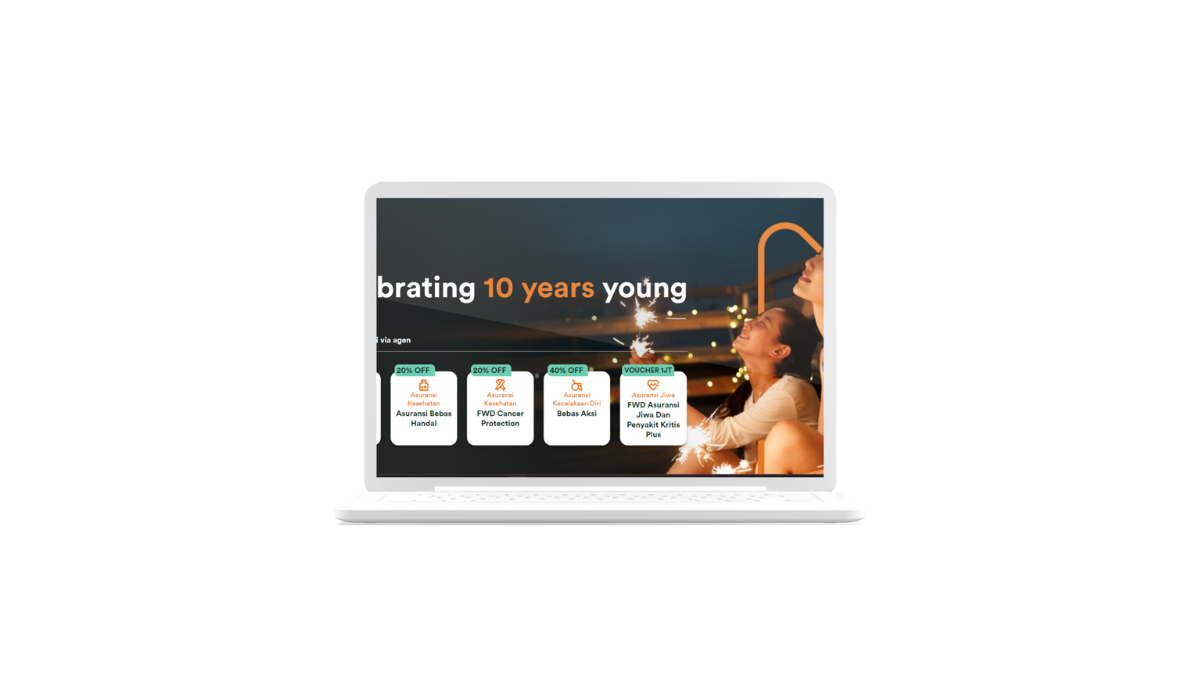 brating 10 years young
i via agen
20% OFF
Asuransi
Kesehatan
Asuransi Bebas
Handal
20% OFF
Asuransi
Kesehatan
FWD Cancer
Protection
40% OFF
Asuransi
Kecelakaan Diri
Bebas Aksi
VOUCHER 1JT
Asuransi Jiwa
FWD Asuransi
Jiwa Dan
Penyakit Kritis
Plus